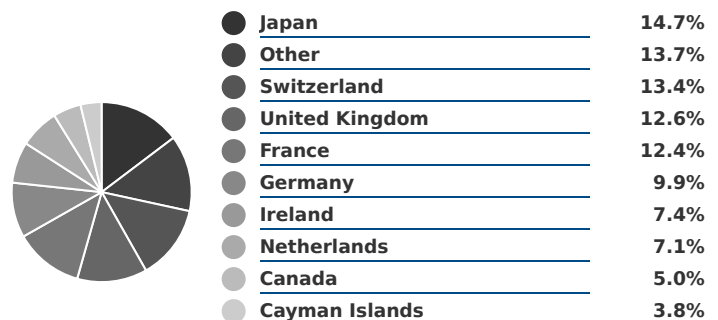 Japan 14.7%
Other 13.7%
Switzerland 13.4%
United Kingdom 12.6%
France 12.4%
Germany 9.9%
Ireland 7.4%
Netherlands 7.1%
Canada 5.0%
Cayman Islands 3.8%